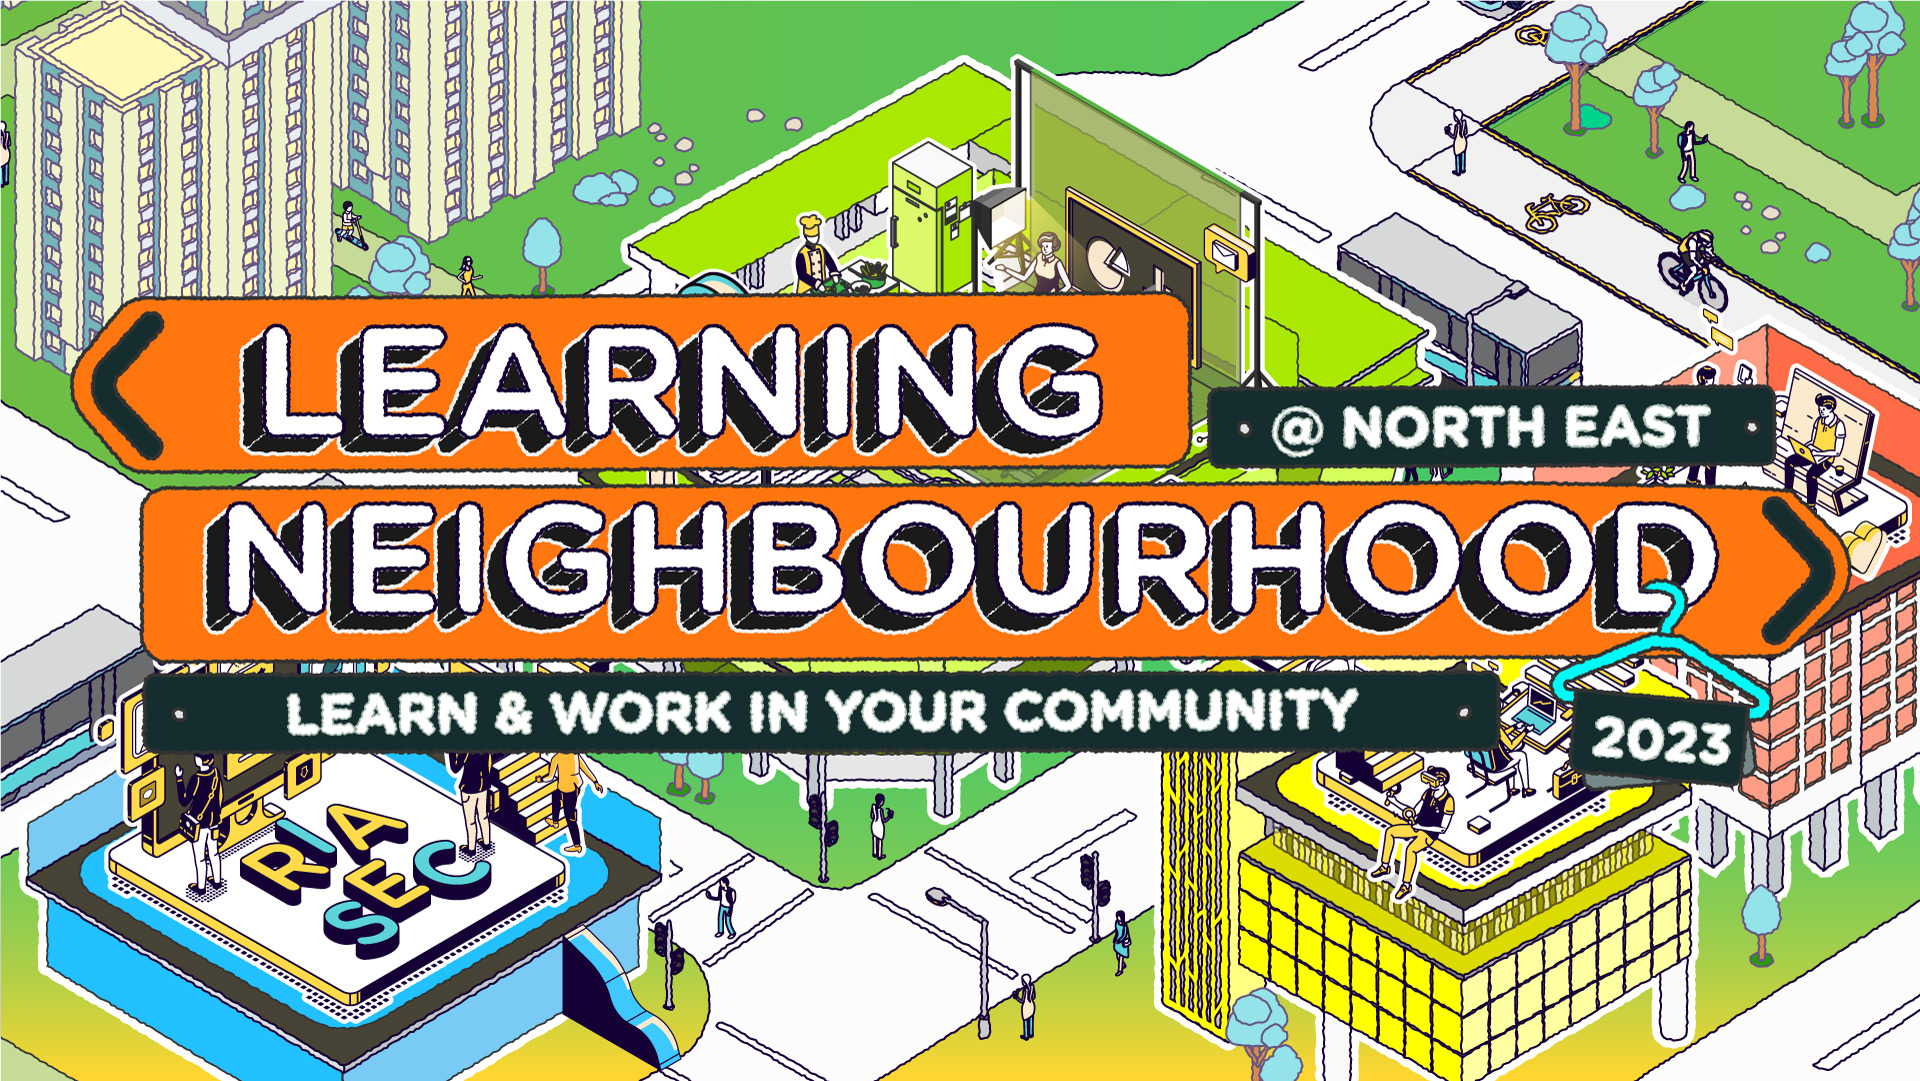 LEARNING
@ NORTH EAST
NEIGHBOURHOOD
LEARN & WORK IN YOUR COMMUNITY
2023
RIA
SEC